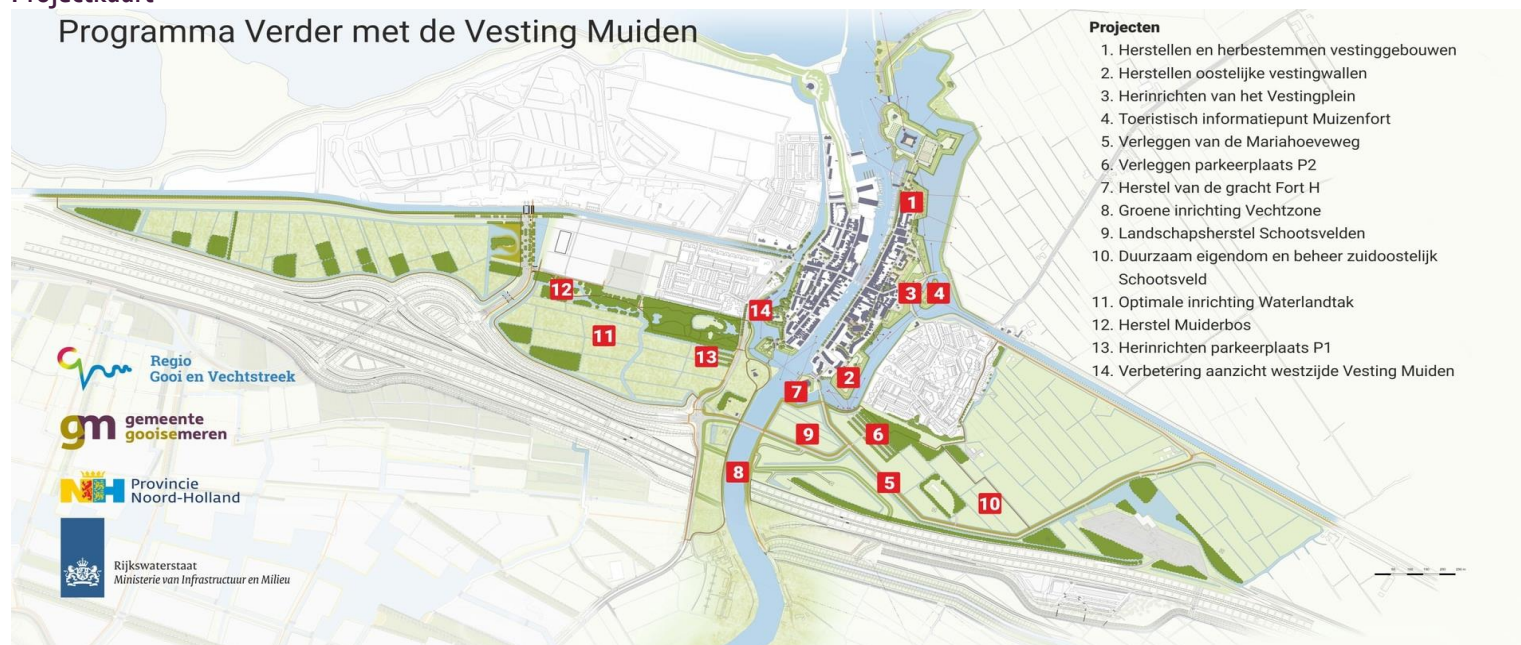 Projectkaart
Programma Verder met de Vesting Muiden
Projecten
1. Herstellen en herbestemmen vestinggebouwen
2. Herstellen oostelijke vestingwallen
3. Herinrichten van het Vestingplein
4. Toeristisch informatiepunt Muizenfort
5. Verleggen van de Mariahoeveweg
6. Verleggen parkeerplaats P2
7. Herstel van de gracht Fort H
8. Groene inrichting Vechtzone
9. Landschapsherstel Schootsvelden
10. Duurzaam eigendom en beheer zuidoostelijk
Schootsveld
11. Optimale inrichting Waterlandtak
12. Herstel Muiderbos
13. Herinrichten parkeerplaats P1
14. Verbetering aanzicht westzijde Vesting Muiden
1
12
3
4
14
11
13
2
7
9
6
8
5
10
Regio
Gooi en Vechtstreek
gm gemeente
gooisemeren
NH Provincie
Noord-Holland
Rijkswaterstaat
Ministerie van Infrastructuur en Milieu